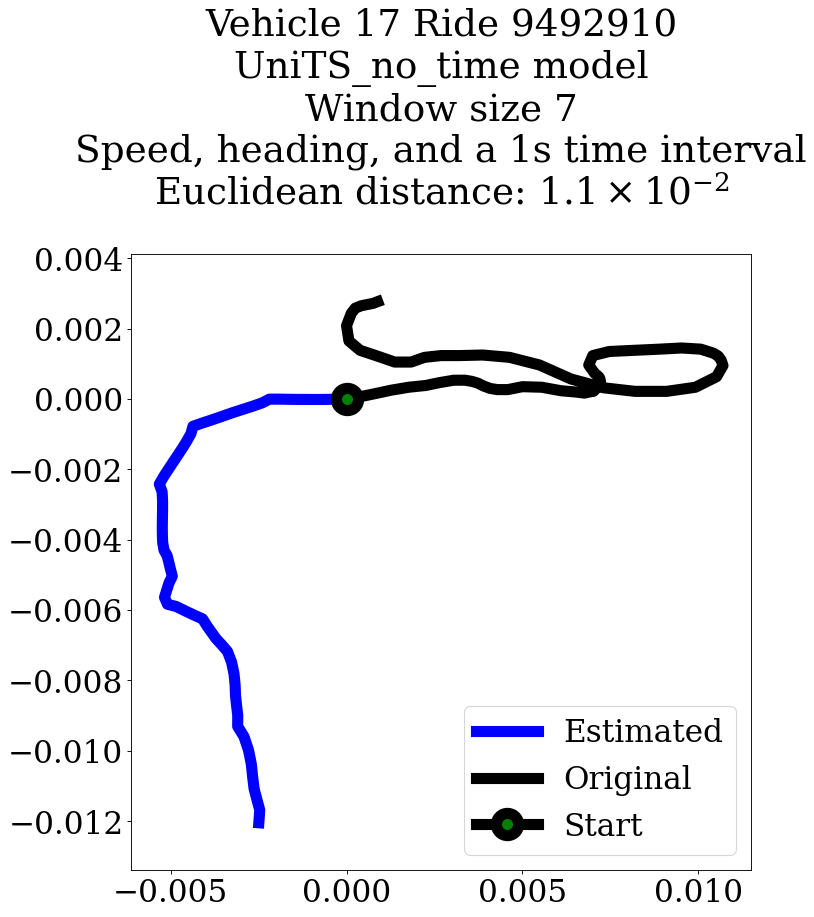 Vehicle 17 Ride 9492910
UniTS_no_time model
Window size 7
Speed, heading, and a 1s time interval
Euclidean distance: 1.1 × 10⁻²
0.004
0.002
0.000
−0.002
−0.004
−0.006
−0.008
−0.010
−0.012
Estimated
Original
Start
−0.005 0.000 0.005 0.010